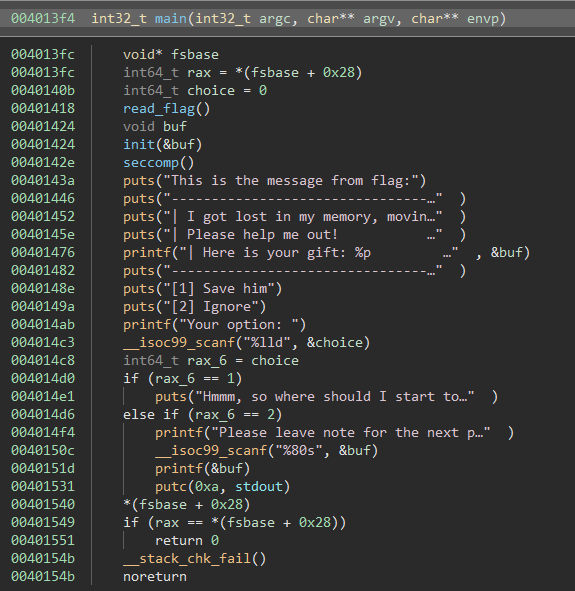 004013f4 int32_t main(int32_t argc, char** argv, char** envp)
004013fc void* fsbase
004013fc int64_t rax = *(fsbase + 0x28)
0040140b int64_t choice = 0
00401418 read_flag()
00401424 void buf
00401424 init(&buf)
0040142e seccomp()
0040143a puts("This is the message from flag:")
00401446 puts("--------------------------------…" )
00401452 puts("| I got lost in my memory, movin…" )
0040145e puts("| Please help me out! …" )
00401476 printf("| Here is your gift: %p …" , &buf)
00401482 puts("--------------------------------…" )
0040148e puts("[1] Save him")
0040149a puts("[2] Ignore")
004014ab printf("Your option: ")
004014c3 __isoc99_scanf("%lld", &choice)
004014c8 int64_t rax_6 = choice
004014d0 if (rax_6 == 1)
004014e1 puts("Hmmm, so where should I start to…" )
004014d6 else if (rax_6 == 2)
004014f4 printf("Please leave note for the next p…" )
0040150c __isoc99_scanf("%80s", &buf)
0040151d printf(&buf)
00401531 putc(0xa, stdout)
00401540 *(fsbase + 0x28)
00401549 if (rax == *(fsbase + 0x28))
00401551 return 0
0040154b __stack_chk_fail()
0040154b noreturn